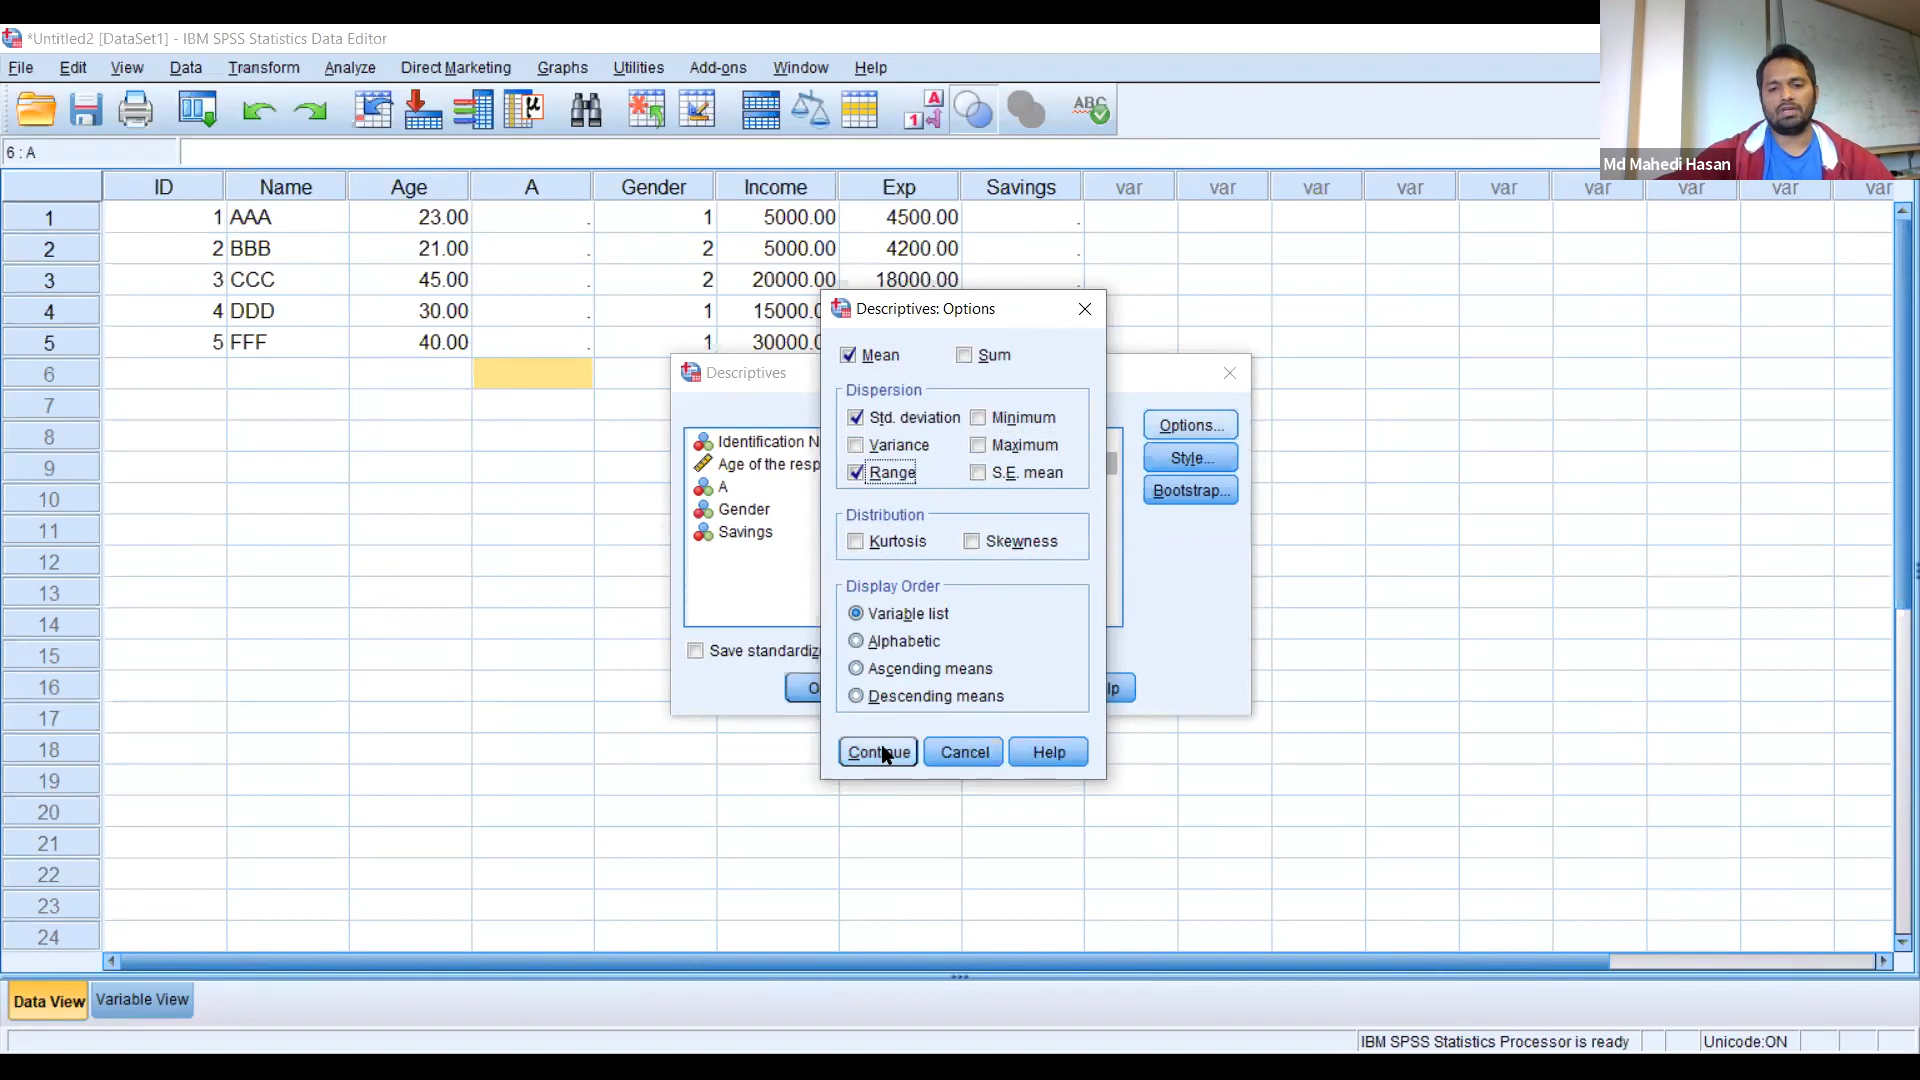 *Untitled2 [DataSet1] - IBM SPSS Statistics Data Editor
File Edit View Data Transform Analyze Direct Marketing Graphs Utilities Add-ons Window Help
6 : A
Md Mahedi Hasan
ID Name Age A Gender Income Exp Savings var var var var var var var var var
1 1 AAA 23.00 . 1 5000.00 4500.00 .
2 2 BBB 21.00 . 2 5000.00 4200.00 .
3 3 CCC 45.00 . 2 20000.00 18000.00 .
4 4 DDD 30.00 . 1
5 5 FFF 40.00 . 1
6
7
8
9
10
11
12
13
14
15
16
17
18
19
20
21
22
23
24
Descriptives
Identification
Age of the
A
Gender
Savings
Save
Options...
Style...
Bootstrap...
Descriptives: Options
Mean Sum
Dispersion
Std. deviation Minimum
Variance Maximum
Range S.E. mean
Distribution
Kurtosis Skewness
Display Order
Variable list
Alphabetic
Ascending means
Descending means
Continue Cancel Help
Data View Variable View
IBM SPSS Statistics Processor is ready Unicode:ON